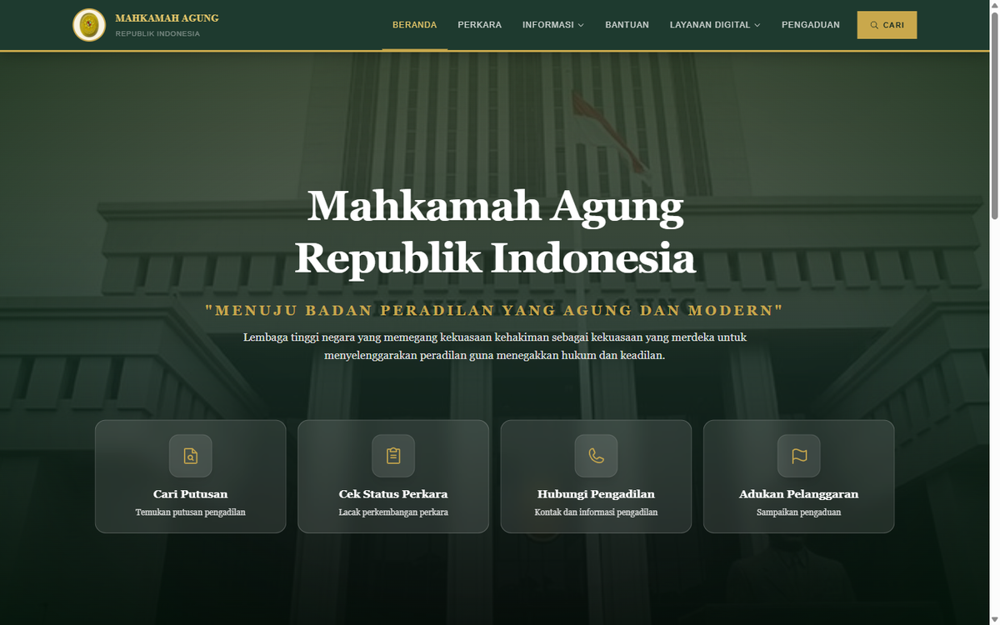 MAHKAMAH AGUNG
REPUBLIK INDONESIA
BERANDA
PERKARA
INFORMASI
BANTUAN
LAYANAN DIGITAL
PENGADUAN
CARI
Mahkamah Agung
Republik Indonesia
MAHKAMAH AGUNG
"MENUJU BADAN PERADILAN YANG AGUNG DAN MODERN"
Lembaga tinggi negara yang memegang kekuasaan kehakiman sebagai kekuasaan yang merdeka untuk
menyelenggarakan peradilan guna menegakkan hukum dan keadilan.
Cari Putusan
Temukan putusan pengadilan
Cek Status Perkara
Lacak perkembangan perkara
Hubungi Pengadilan
Kontak dan informasi pengadilan
Adukan Pelanggaran
Sampaikan pengaduan